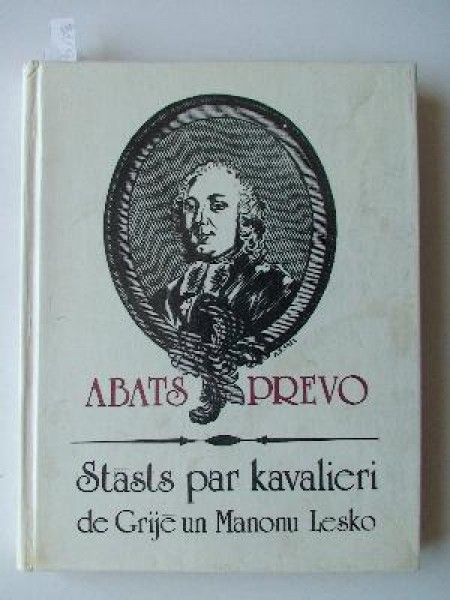 ABATS PREVO
Stāsts par kavalieri
de Grijē un Manonu Lesko